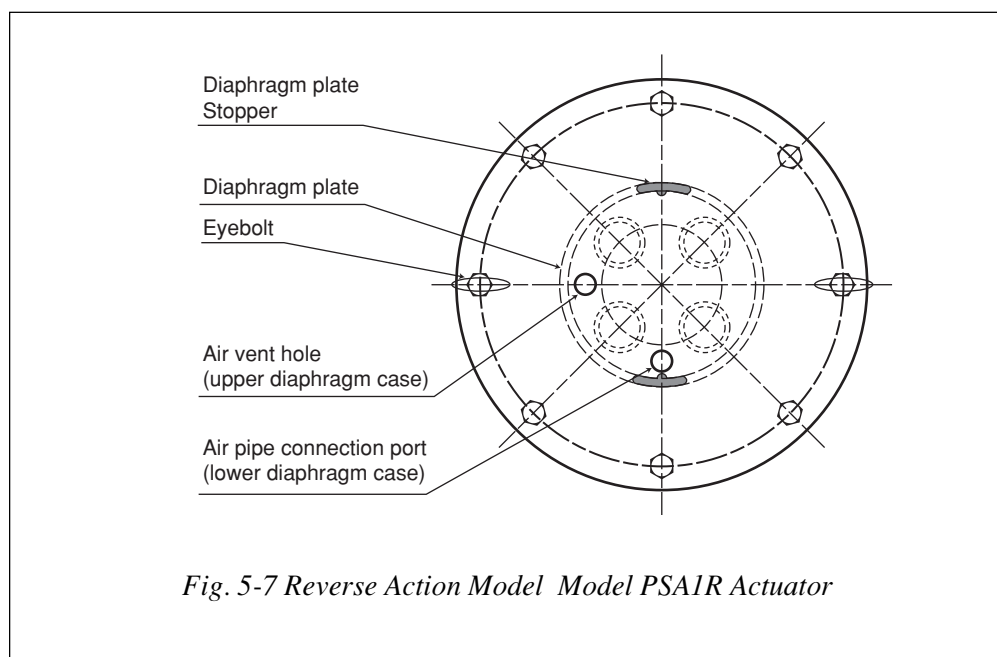 Diaphragm plate
Stopper
Diaphragm plate
Eyebolt
Air vent hole
(upper diaphragm case)
Air pipe connection port
(lower diaphragm case)
Fig. 5-7 Reverse Action Model  Model PSA1R Actuator